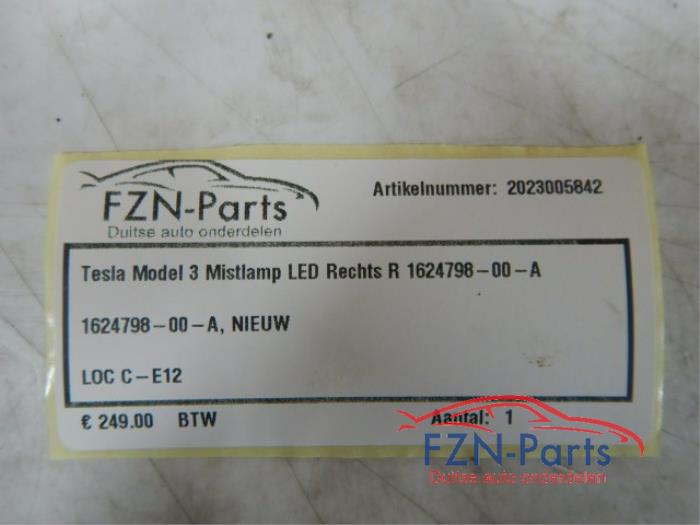 FZN-Parts
Duitse auto onderdelen
Artikelnummer: 2023005842
Tesla Model 3 Mistlamp LED Rechts R 1624798-00-A
1624798-00-A, NIEUW
LOC C-E12
€ 249.00 BTW
Aantal: 1
FZN-Parts
Duitse auto onderdelen